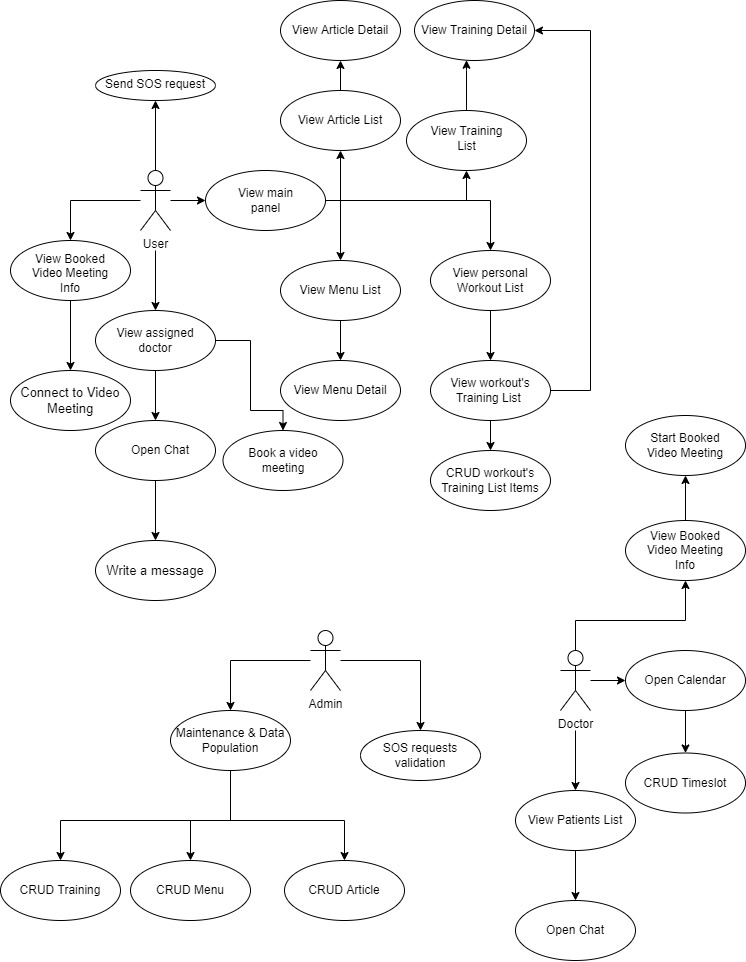 View Article Detail
View Training Detail
Send SOS request
View Article List
View Training
List
View main
panel
User
View Booked
Video Meeting
Info
View Menu List
View personal
Workout List
View assigned
doctor
Connect to Video
Meeting
View Menu Detail
View workout's
Training List
Open Chat
Book a video
meeting
CRUD workout's
Training List Items
Start Booked
Video Meeting
View Booked
Video Meeting
Info
Write a message
Admin
Open Calendar
Doctor
Maintenance & Data
Population
SOS requests
validation
CRUD Timeslot
View Patients List
CRUD Training
CRUD Menu
CRUD Article
Open Chat